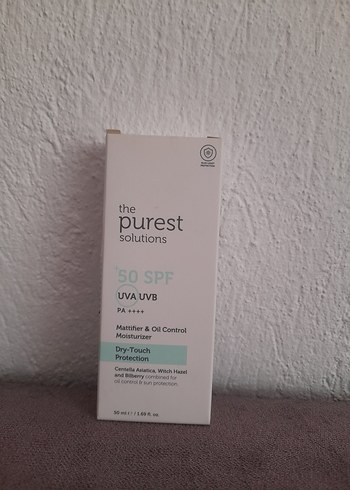 the
purest
solutions
50 SPF
UVA UVB
PA ++++
Mattifier & Oil Control
Moisturizer
Dry-Touch
Protection
Centella Asiatica, Witch Hazel
and Bilberry combined for
oil control & sun protection.
50 ml ℮ / 1.69 fl. oz.